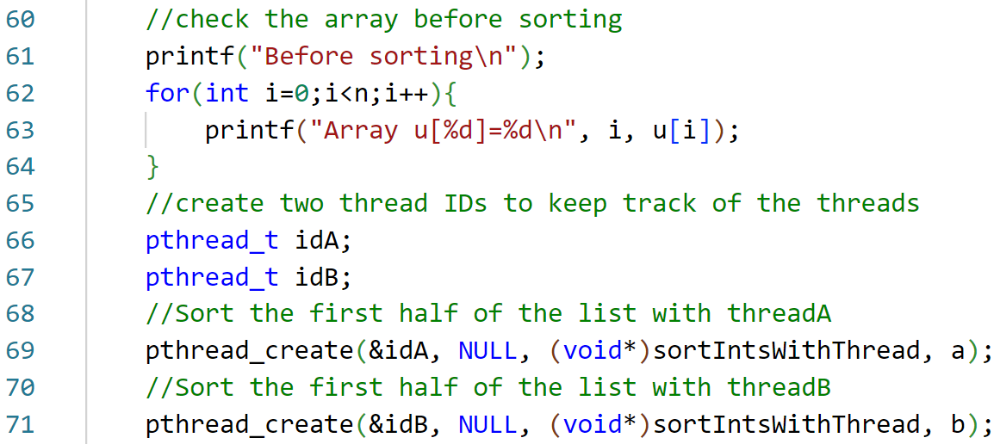 60 //check the array before sorting
61 printf("Before sorting\n");
62 for(int i=0;i<n;i++){
63 printf("Array u[%d]=%d\n", i, u[i]);
64 }
65 //create two thread IDs to keep track of the threads
66 pthread_t idA;
67 pthread_t idB;
68 //Sort the first half of the list with threadA
69 pthread_create(&idA, NULL, (void*)sortIntsWithThread, a);
70 //Sort the first half of the list with threadB
71 pthread_create(&idB, NULL, (void*)sortIntsWithThread, b);